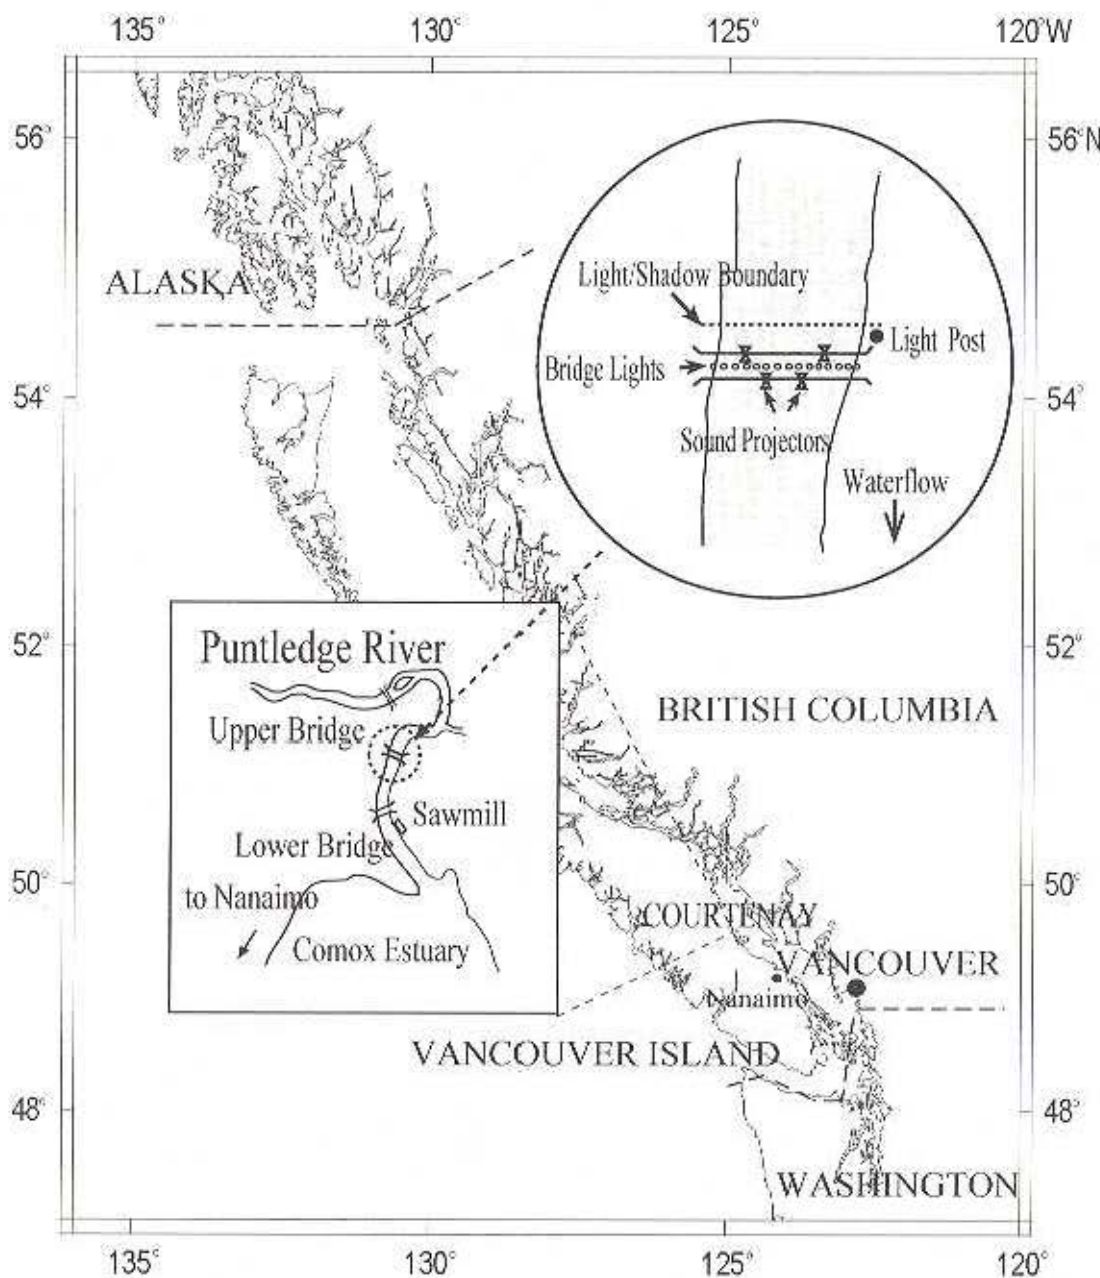 135° 130° 125° 120°W
56° 56°N
ALASKA
Light/Shadow Boundary
Light Post
Bridge Lights
54° 54°
Sound Projectors
Waterflow
52° 52°
Puntledge River
BRITISH COLUMBIA
Upper Bridge
Sawmill
Lower Bridge
50° 50°
to Nanaimo
COURTENAY
Comox Estuary
VANCOUVER
Nanaimo
VANCOUVER ISLAND
48° 48°
WASHINGTON
135° 130° 125° 120°